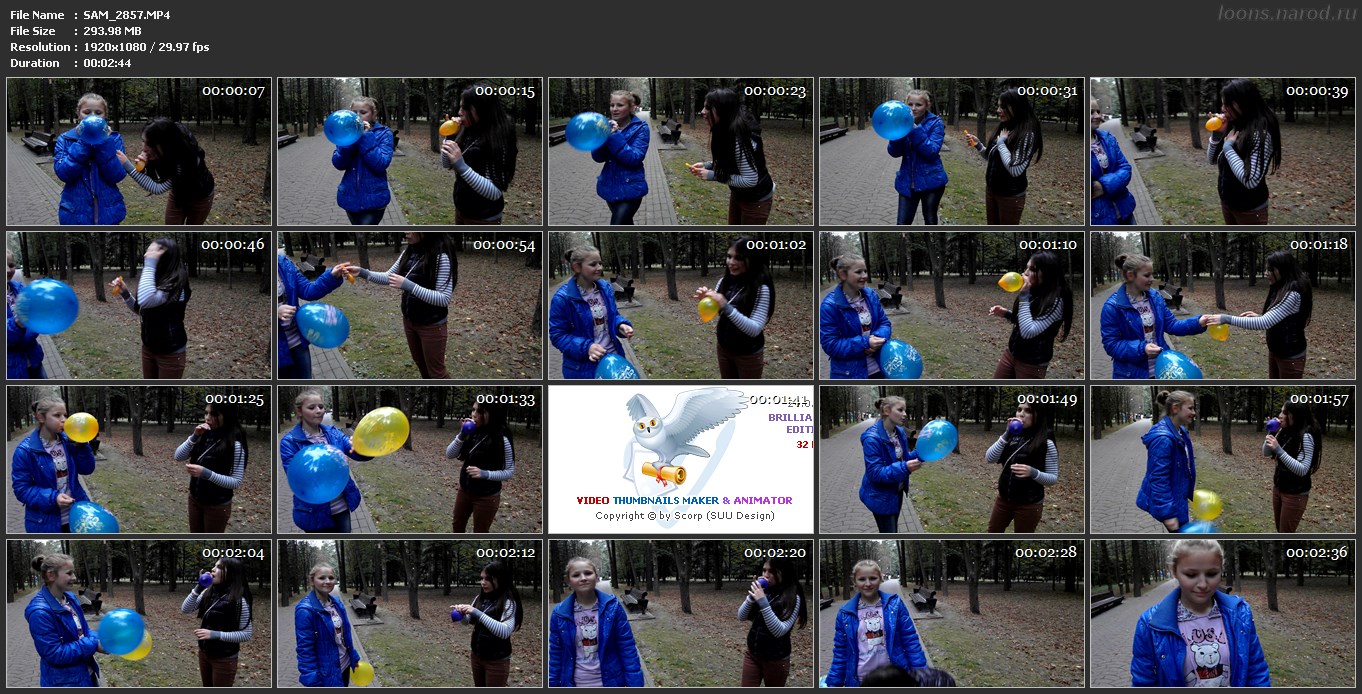 File Name : SAM_2857.MP4
loons.narod.ru
File Size : 293.98 MB
Resolution : 1920x1080 / 29.97 fps
Duration : 00:02:44
00:00:07
00:00:15
00:00:23
00:00:31
00:00:39
00:00:46
00:00:54
00:01:02
00:01:10
00:01:18
00:01:25
00:01:33
00:01:41
BRILLIA
EDITI
32
VIDEO THUMBNAILS MAKER & ANIMATOR
Copyright © by Scorp (SUU Design)
00:01:49
00:01:57
00:02:04
00:02:12
00:02:20
00:02:28
00:02:36